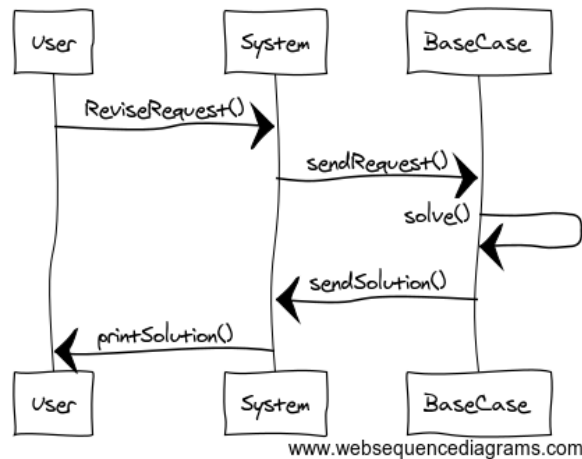 User
System
BaseCase
ReviseRequest()
sendRequest()
solve()
sendSolution()
printSolution()
User
System
BaseCase
www.websequencediagrams.com